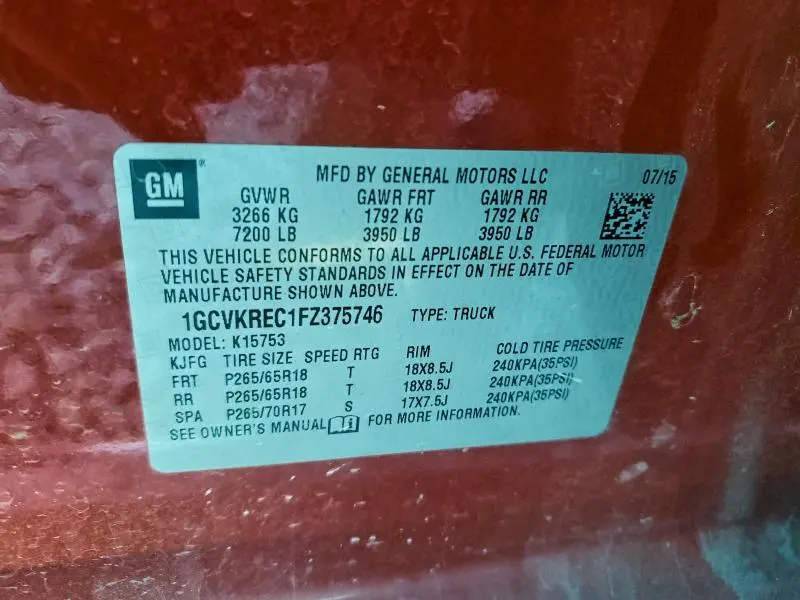 GM ® MFD BY GENERAL MOTORS LLC 07/15
GVWR GAWR FRT GAWR RR
3266 KG 1792 KG 1792 KG
7200 LB 3950 LB 3950 LB
THIS VEHICLE CONFORMS TO ALL APPLICABLE U.S. FEDERAL MOTOR
VEHICLE SAFETY STANDARDS IN EFFECT ON THE DATE OF
MANUFACTURE SHOWN ABOVE.
1GCVKREC1FZ375746 TYPE: TRUCK
MODEL: K15753
KJFG TIRE SIZE SPEED RTG RIM COLD TIRE PRESSURE
FRT P265/65R18 T 18X8.5J 240KPA(35PSI)
RR P265/65R18 T 18X8.5J 240KPA(35PSI)
SPA P265/70R17 S 17X7.5J 240KPA(35PSI)
SEE OWNER'S MANUAL FOR MORE INFORMATION.